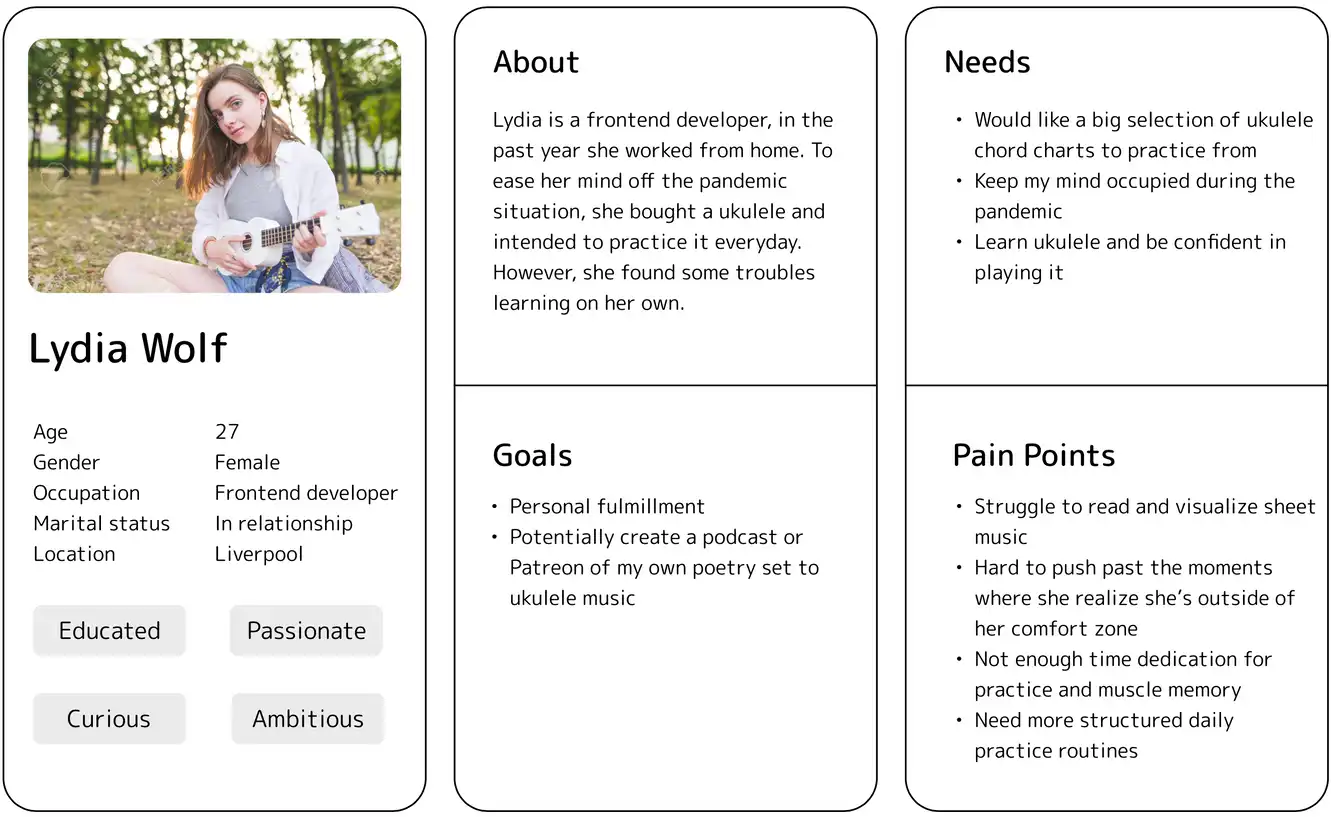 Lydia Wolf
Age 27
Gender Female
Occupation Frontend developer
Marital status In relationship
Location Liverpool
Educated Passionate
Curious Ambitious
About
Lydia is a frontend developer, in the
past year she worked from home. To
ease her mind off the pandemic
situation, she bought a ukulele and
intended to practice it everyday.
However, she found some troubles
learning on her own.
Goals
• Personal fulmillment
• Potentially create a podcast or
Patreon of my own poetry set to
ukulele music
Needs
• Would like a big selection of ukulele
chord charts to practice from
• Keep my mind occupied during the
pandemic
• Learn ukulele and be confident in
playing it
Pain Points
• Struggle to read and visualize sheet
music
• Hard to push past the moments
where she realize she’s outside of
her comfort zone
• Not enough time dedication for
practice and muscle memory
• Need more structured daily
practice routines